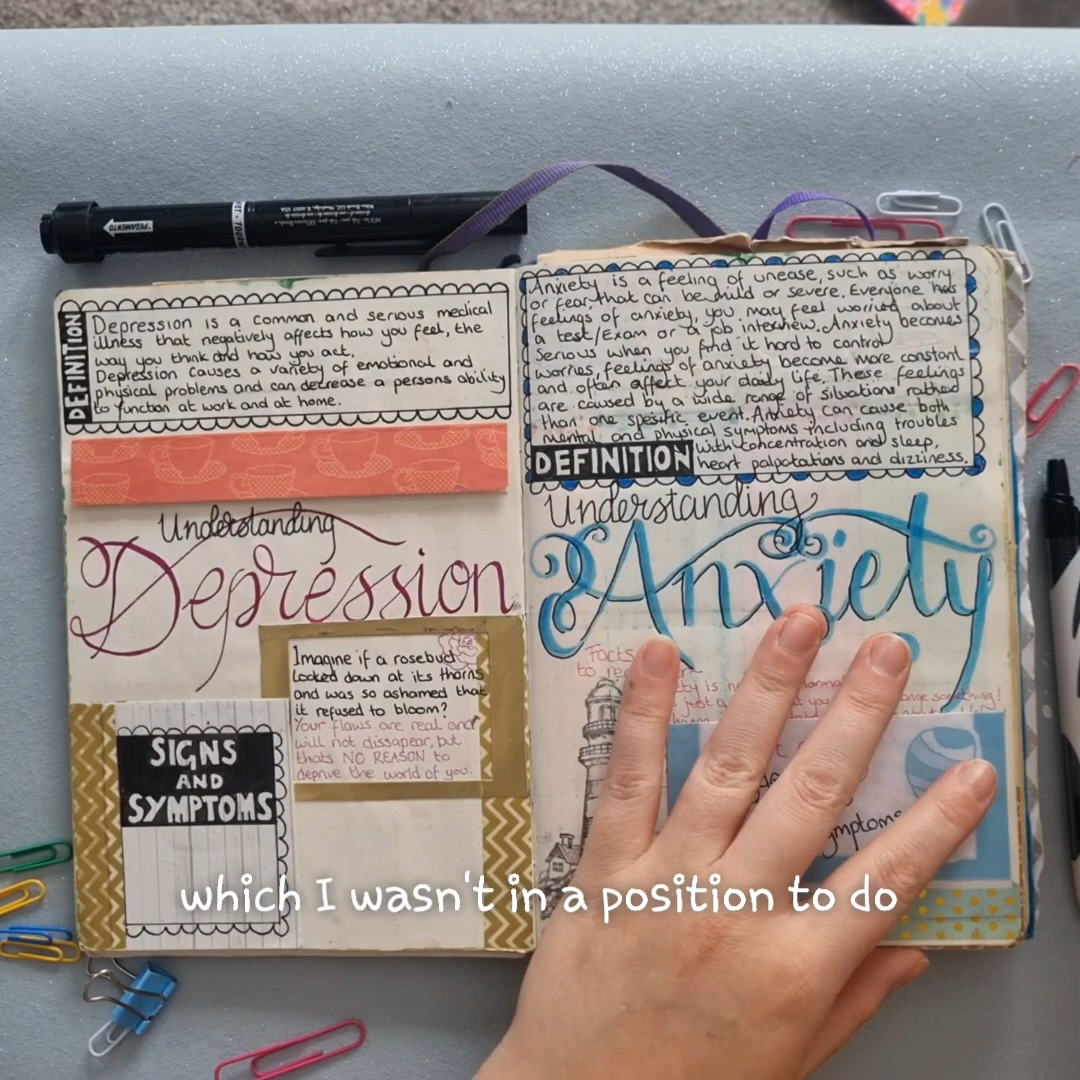 PEGAMENTO
DEFINITION
Depression is a common and serious medical
illness that negatively affects how you feel, the
way you think and how you act.
Depression causes a variety of emotional and
physical problems and can decrease a persons ability
to function at work and at home.
Understanding
Depression
Imagine if a rosebud
looked down at its thorns
and was so ashamed that
it refused to bloom?
Your flaws are real and
will not dissapear, but
thats NO REASON to
deprive the world of you.
SIGNS
AND
SYMPTOMS
Anxiety is a feeling of unease, such as worry
or fear that can be mild or severe. Everyone has
feelings of anxiety, you may feel worried about
a test/Exam or a job interview. Anxiety becomes
serious when you find it hard to control
worries, feelings of anxiety become more constant
and often affect your daily life. These feelings
are caused by a wide range of situations rather
than one specific event. Anxiety can cause both
mental and physical symptoms including troubles
DEFINITION with concentration and sleep,
heart palpatations and dizziness.
Understanding
Anxiety
Facts
to
which I wasn't in a position to do